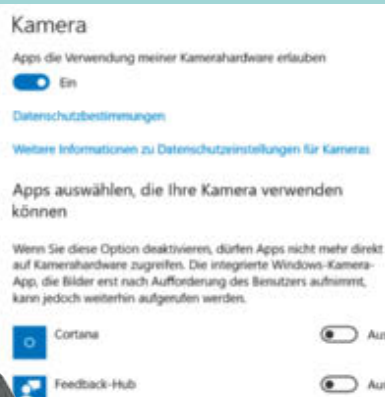 Kamera
Apps die Verwendung meiner Kamerahardware erlauben
Ein
Datenschutzbestimmungen
Weitere Informationen zu Datenschutzeinstellungen für Kameras
Apps auswählen, die Ihre Kamera verwenden
können
Wenn Sie diese Option deaktivieren, dürfen Apps nicht mehr direkt
auf Kamerahardware zugreifen. Die integrierte Windows-Kamera-
App, die Bilder erst nach Aufforderung des Benutzers aufnimmt,
kann jedoch weiterhin aufgerufen werden.
Cortana Aus
Feedback-Hub Aus